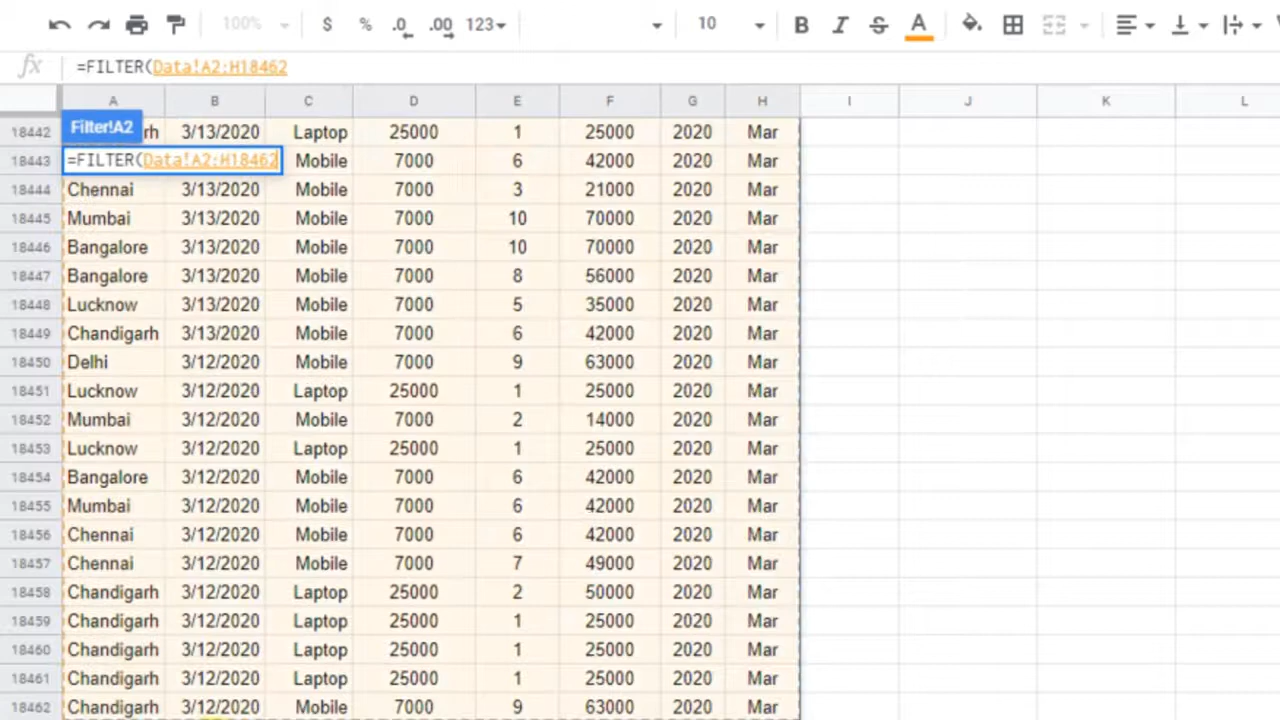 100% $ % .0 .00 123 10 B I S A
fx =FILTER(Data!A2:H18462
A B C D E F G H I J K L
Filter!A2
18442 rh 3/13/2020 Laptop 25000 1 25000 2020 Mar
18443 =FILTER(Data!A2:H18462 Mobile 7000 6 42000 2020 Mar
18444 Chennai 3/13/2020 Mobile 7000 3 21000 2020 Mar
18445 Mumbai 3/13/2020 Mobile 7000 10 70000 2020 Mar
18446 Bangalore 3/13/2020 Mobile 7000 10 70000 2020 Mar
18447 Bangalore 3/13/2020 Mobile 7000 8 56000 2020 Mar
18448 Lucknow 3/13/2020 Mobile 7000 5 35000 2020 Mar
18449 Chandigarh 3/13/2020 Mobile 7000 6 42000 2020 Mar
18450 Delhi 3/12/2020 Mobile 7000 9 63000 2020 Mar
18451 Lucknow 3/12/2020 Laptop 25000 1 25000 2020 Mar
18452 Mumbai 3/12/2020 Mobile 7000 2 14000 2020 Mar
18453 Lucknow 3/12/2020 Laptop 25000 1 25000 2020 Mar
18454 Bangalore 3/12/2020 Mobile 7000 6 42000 2020 Mar
18455 Mumbai 3/12/2020 Mobile 7000 6 42000 2020 Mar
18456 Chennai 3/12/2020 Mobile 7000 6 42000 2020 Mar
18457 Chennai 3/12/2020 Mobile 7000 7 49000 2020 Mar
18458 Chandigarh 3/12/2020 Laptop 25000 2 50000 2020 Mar
18459 Chandigarh 3/12/2020 Laptop 25000 1 25000 2020 Mar
18460 Chandigarh 3/12/2020 Laptop 25000 1 25000 2020 Mar
18461 Chandigarh 3/12/2020 Laptop 25000 1 25000 2020 Mar
18462 Chandigarh 3/12/2020 Mobile 7000 9 63000 2020 Mar